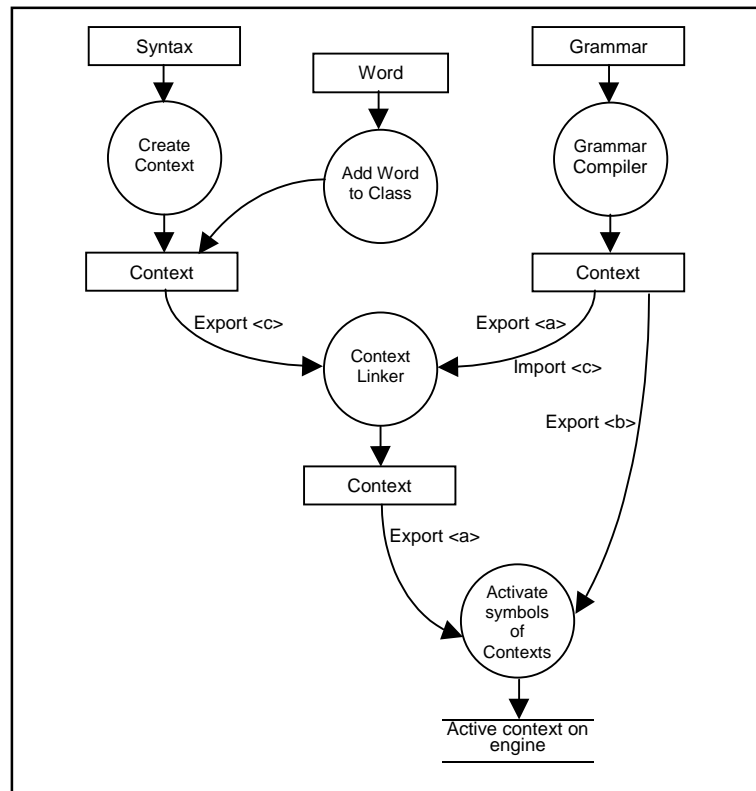 Syntax
Word
Grammar
Create
Context
Add Word
to Class
Grammar
Compiler
Context
Context
Export <c>
Export <a>
Context
Linker
Import <c>
Export <b>
Context
Export <a>
Activate
symbols
of
Contexts
Active context on
engine